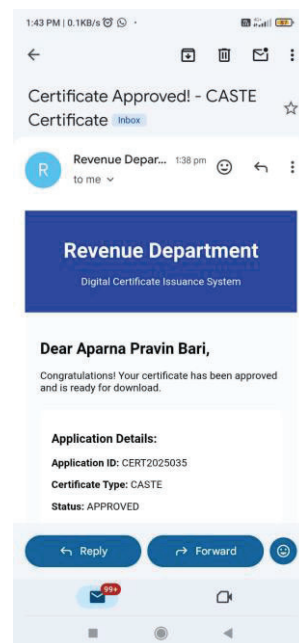 1:43 PM | 0.1KB/s
Certificate Approved! - CASTE
Certificate Inbox
R
Revenue Depar... 1:38 pm
to me
Revenue Department
Digital Certificate Issuance System
Dear Aparna Pravin Bari,
Congratulations! Your certificate has been approved
and is ready for download.
Application Details:
Application ID: CERT2025035
Certificate Type: CASTE
Status: APPROVED
Reply
Forward
99+